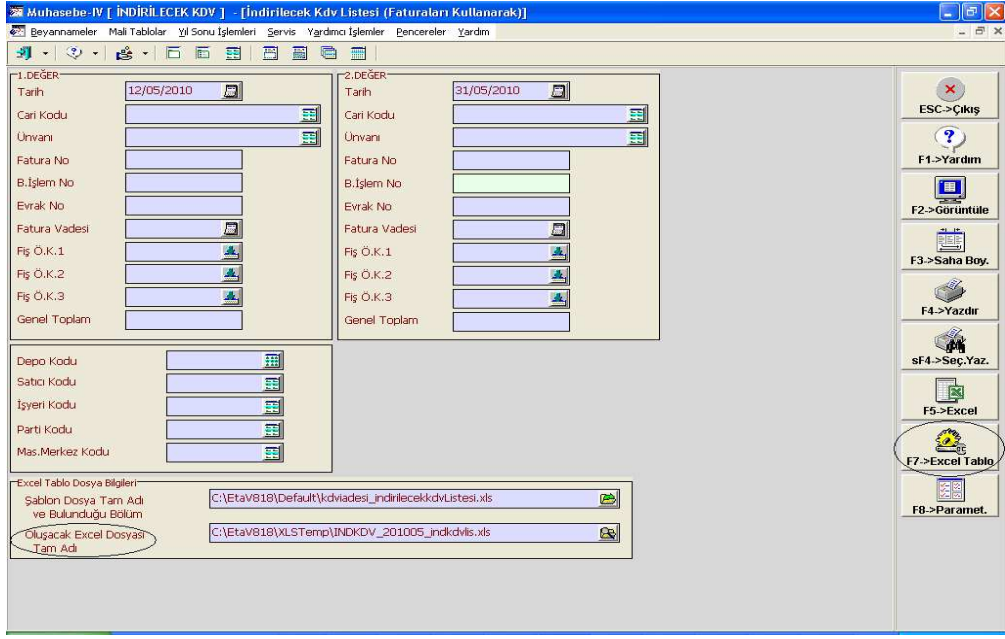 Muhasebe-IV [ İNDİRİLECEK KDV ] - [İndirilecek Kdv Listesi (Faturaları Kullanarak)]
Beyannameler Mali Tablolar Yıl Sonu İşlemleri Servis Yardımcı İşlemler Pencereler Yardım
1.DEĞER
Tarih 12/05/2010
Cari Kodu
Ünvanı
Fatura No
B.İşlem No
Evrak No
Fatura Vadesi
Fiş Ö.K.1
Fiş Ö.K.2
Fiş Ö.K.3
Genel Toplam
2.DEĞER
Tarih 31/05/2010
Cari Kodu
Ünvanı
Fatura No
B.İşlem No
Evrak No
Fatura Vadesi
Fiş Ö.K.1
Fiş Ö.K.2
Fiş Ö.K.3
Genel Toplam
Depo Kodu
Satıcı Kodu
İşyeri Kodu
Parti Kodu
Mas.Merkez Kodu
Excel Tablo Dosya Bilgileri
Şablon Dosya Tam Adı
ve Bulunduğu Bölüm
C:\EtaV818\Default\kdviadesi_indirilecekkdvListesi.xls
Oluşacak Excel Dosyası
Tam Adı
C:\EtaV818\XLSTemp\INDKDV_201005_indkdvlis.xls
ESC->Çıkış
F1->Yardım
F2->Görüntüle
F3->Saha Boy.
F4->Yazdır
sF4->Seç.Yaz.
F5->Excel
F7->Excel Tablo
F8->Paramet.